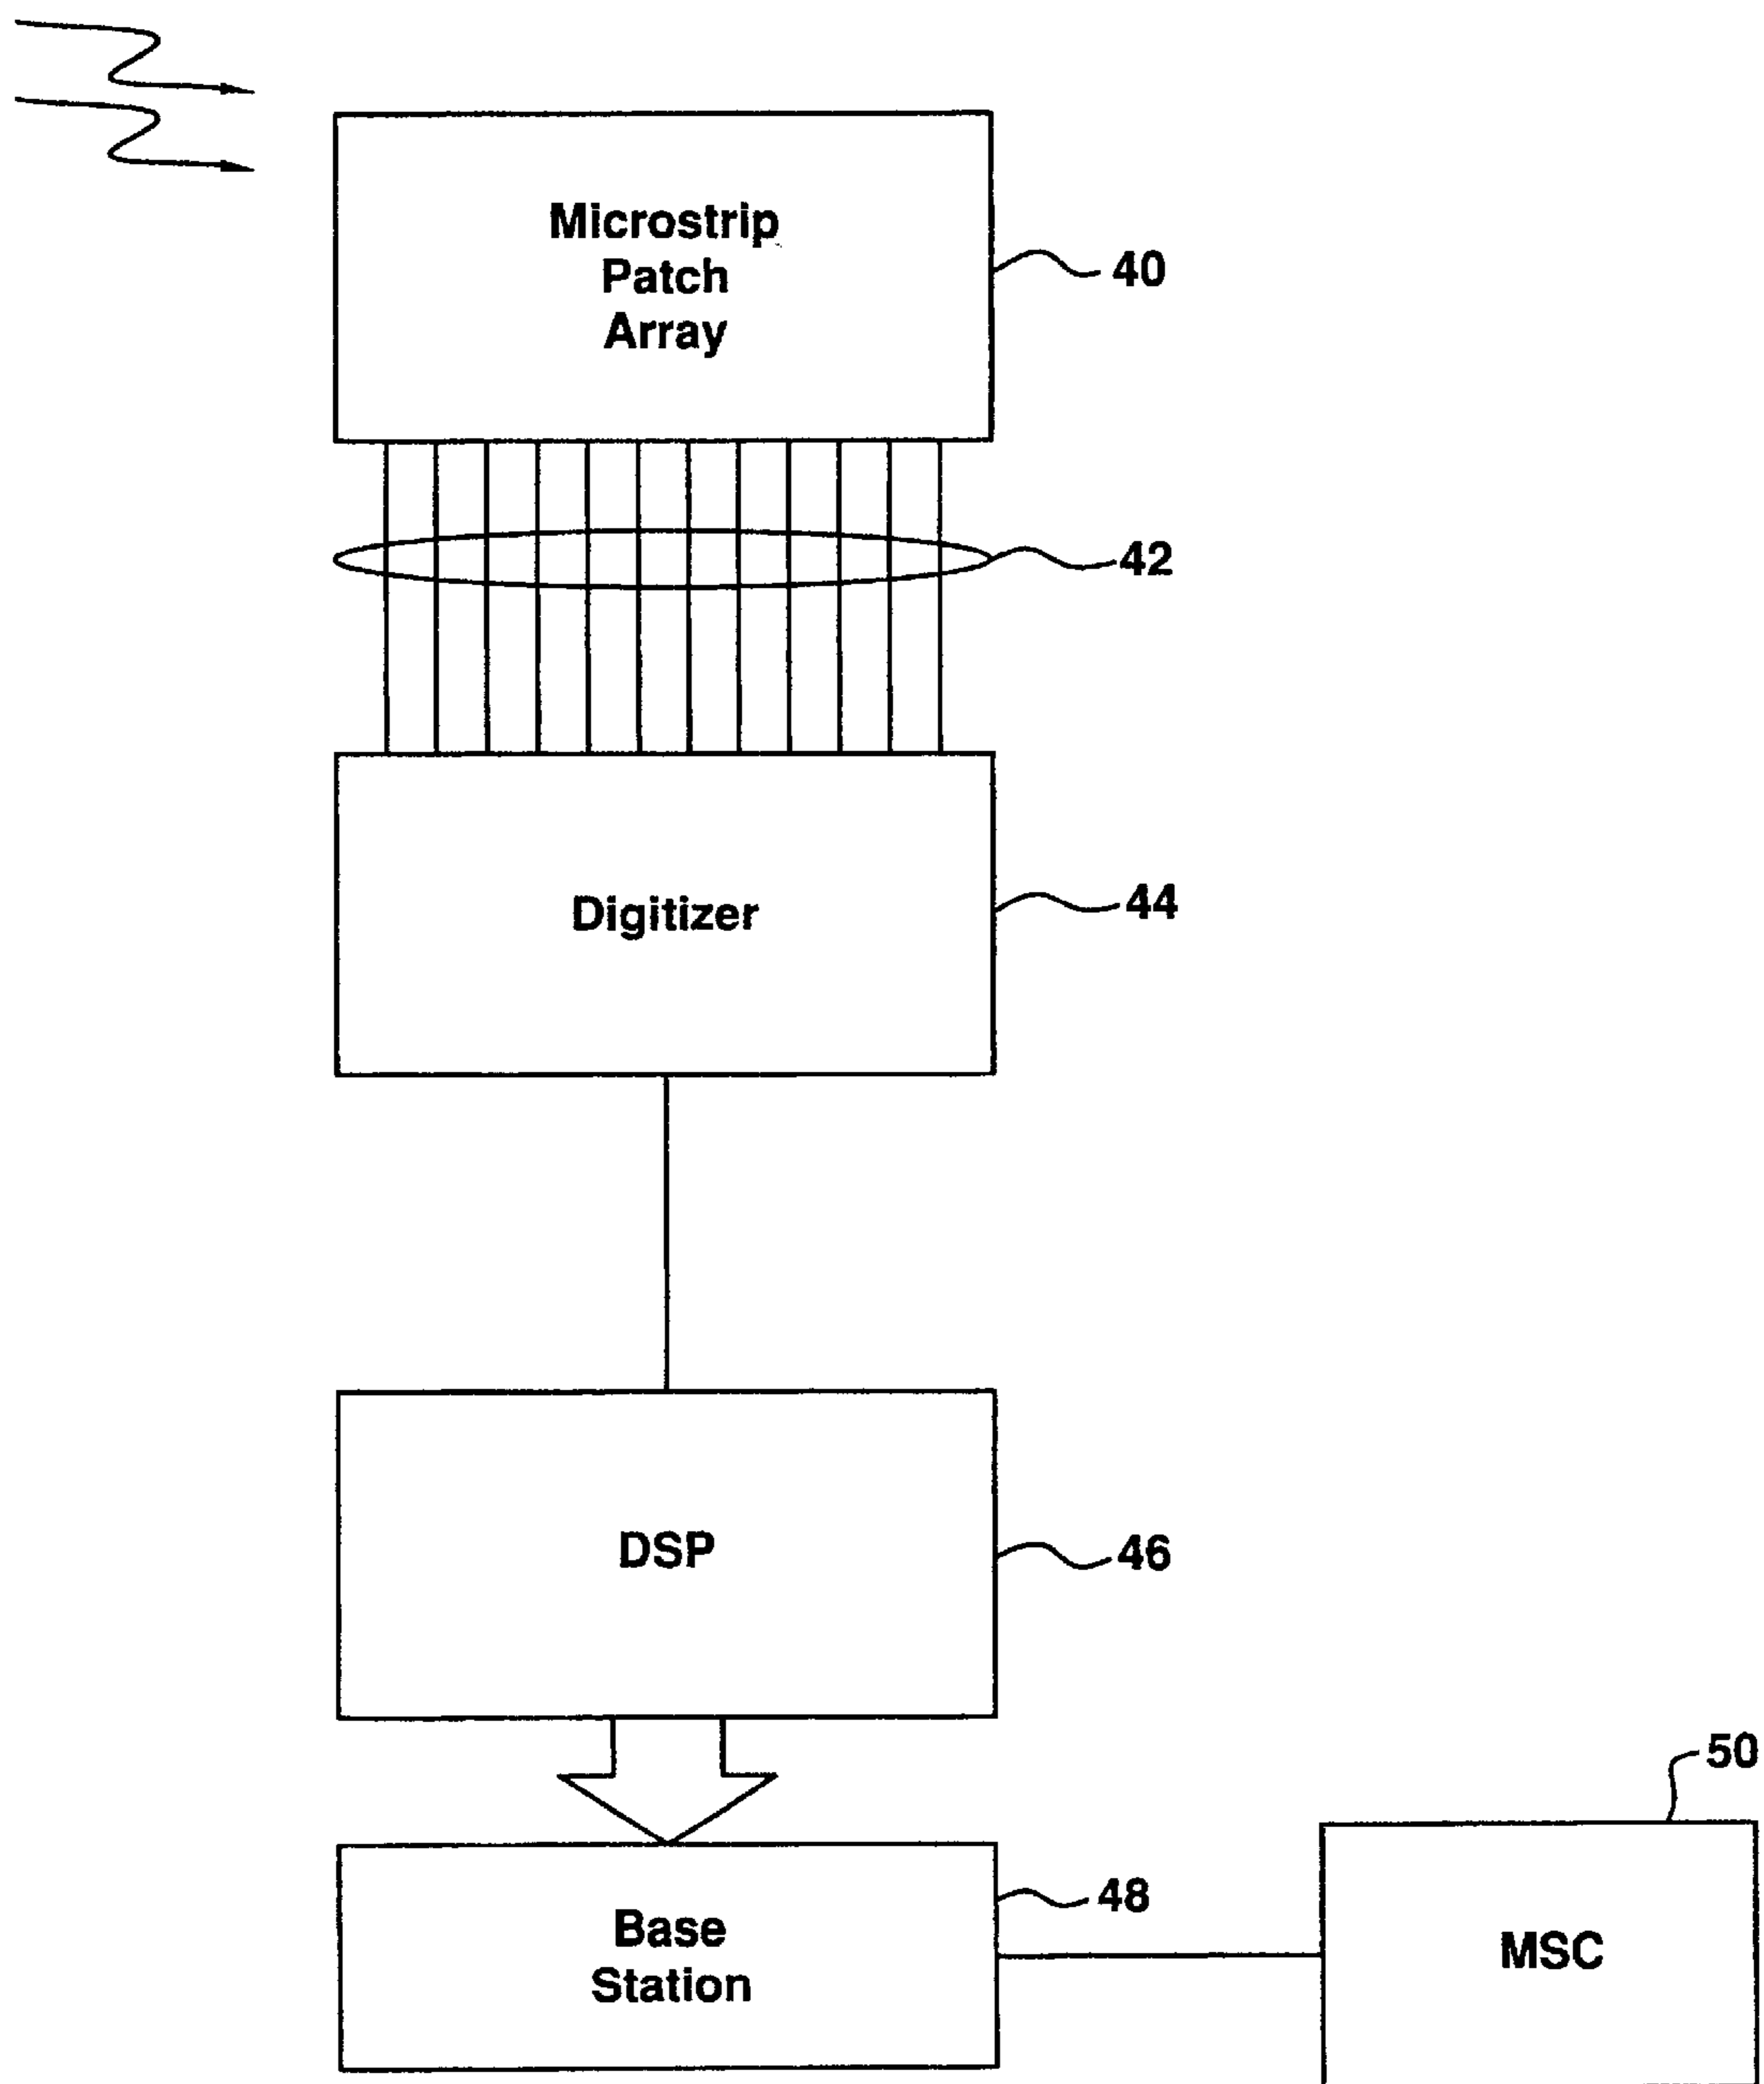 Microstrip
Patch
Array
40
42
Digitizer
44
DSP
46
50
48
Base
Station
MSC